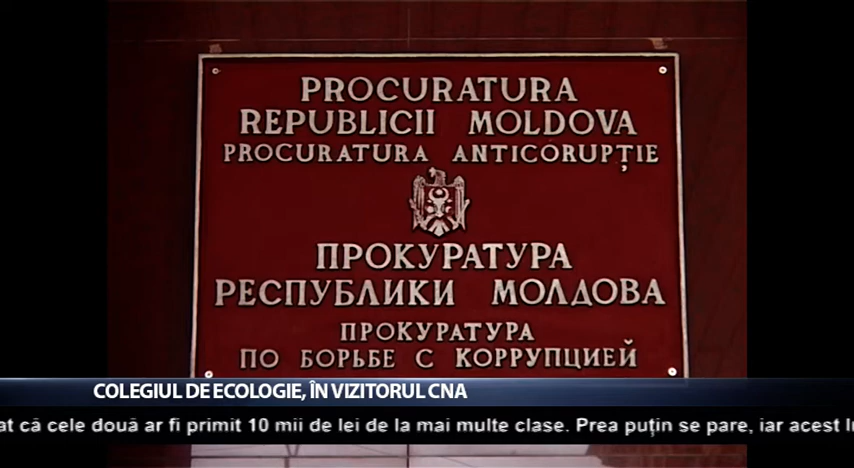 PROCURATURA
REPUBLICII MOLDOVA
PROCURATURA ANTICORUPȚIE
ПРОКУРАТУРА
РЕСПУБЛИКИ МОЛДОВА
ПРОКУРАТУРА
ПО БОРЬБЕ С КОРРУПЦИЕЙ
COLEGIUL DE ECOLOGIE, ÎN VIZITORUL CNA
at că cele două ar fi primit 10 mii de lei de la mai multe clase. Prea puțin se pare, iar acest l